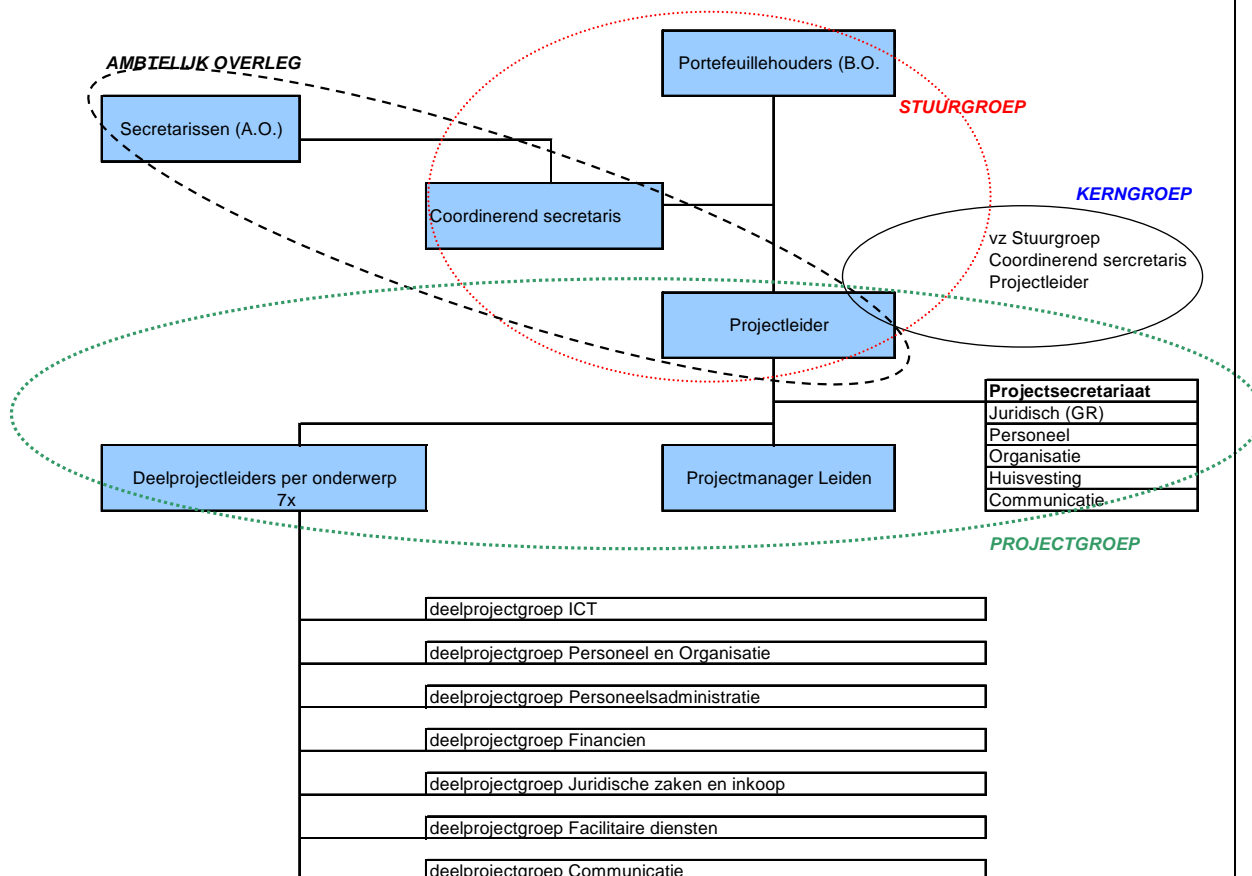 AMBTELIJK OVERLEG
Portefeuillehouders (B.O.
STUURGROEP
Secretarissen (A.O.)
KERNGROEP
Coordinerend secretaris
vz Stuurgroep
Coordinerend sercretaris
Projectleider
Projectleider
Projectsecretariaat
Juridisch (GR)
Personeel
Organisatie
Huisvesting
Communicatie
Deelprojectleiders per onderwerp
7x
Projectmanager Leiden
PROJECTGROEP
deelprojectgroep ICT
deelprojectgroep Personeel en Organisatie
deelprojectgroep Personeelsadministratie
deelprojectgroep Financien
deelprojectgroep Juridische zaken en inkoop
deelprojectgroep Facilitaire diensten
deelprojectgroep Communicatie